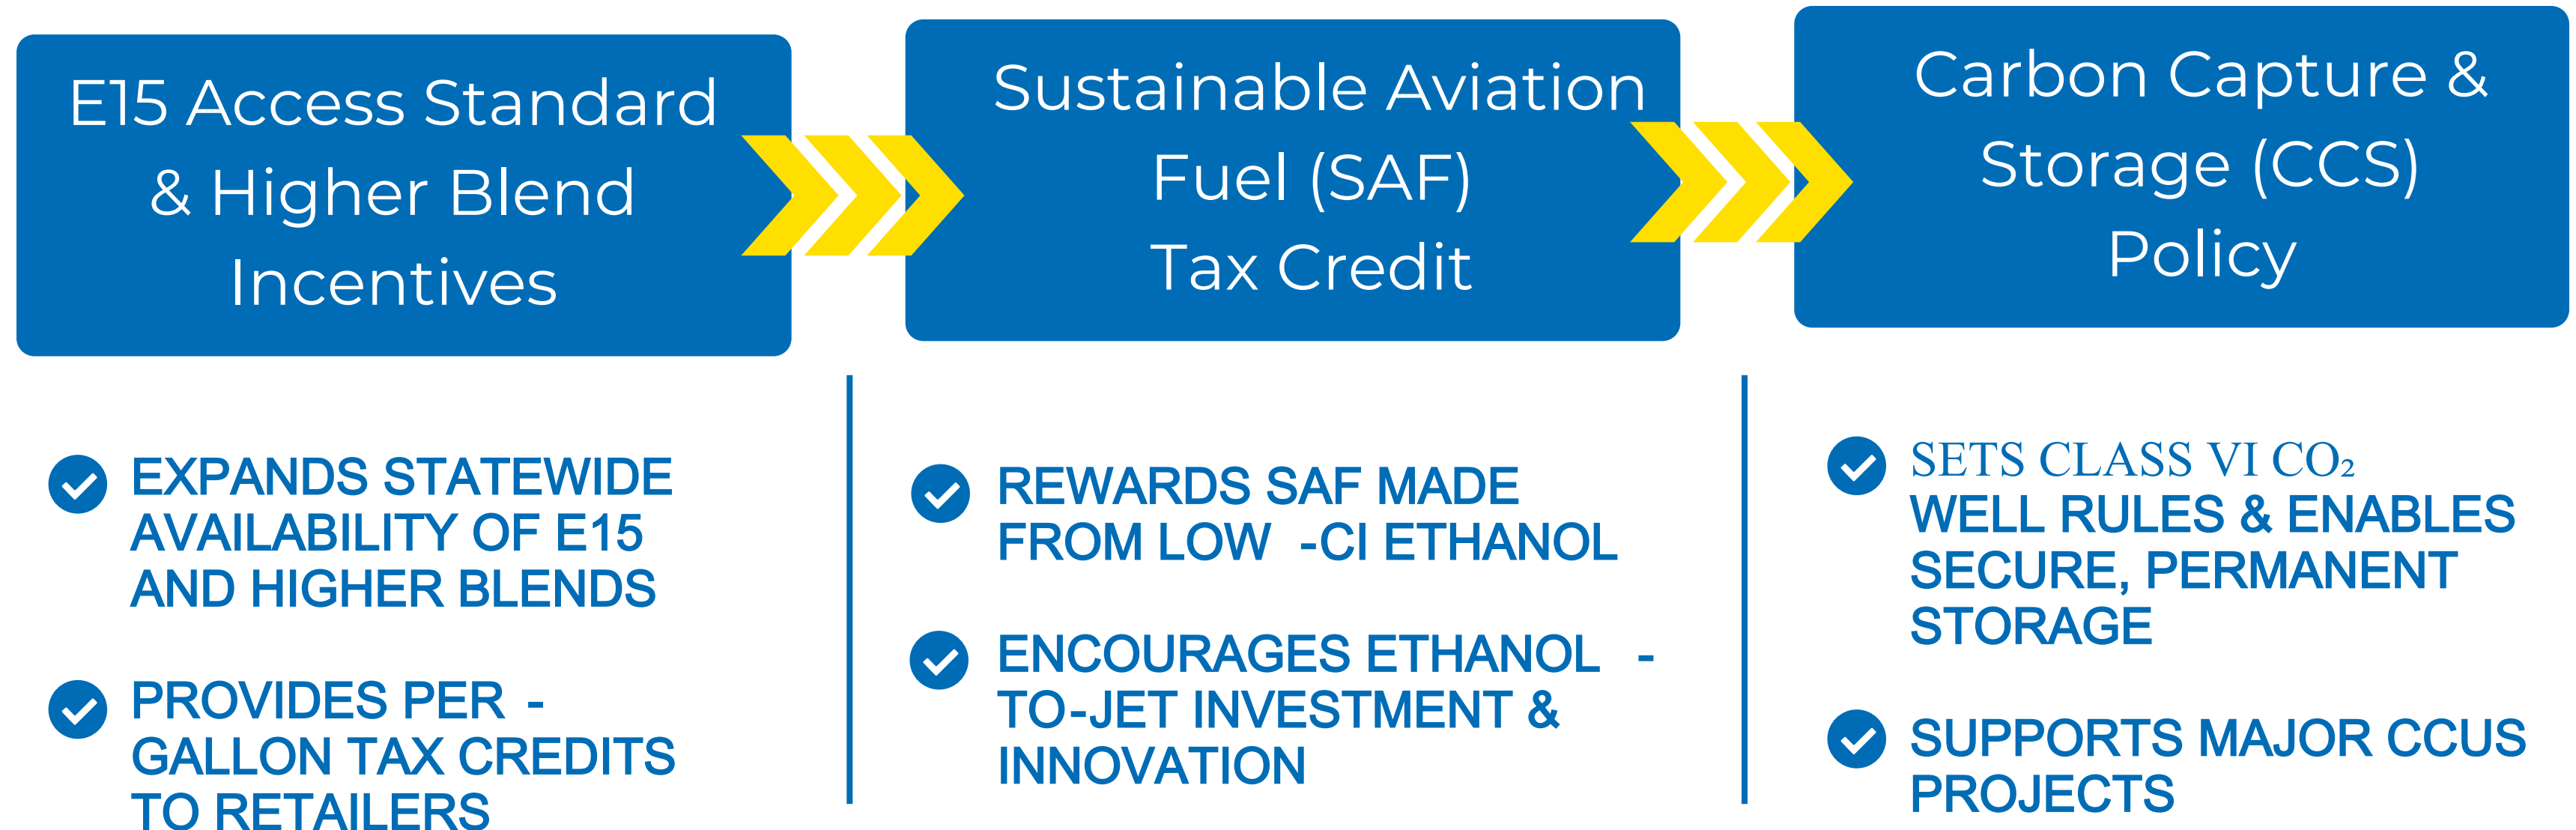 E15 Access Standard
& Higher Blend
Incentives
Sustainable Aviation
Fuel (SAF)
Tax Credit
Carbon Capture &
Storage (CCS)
Policy
EXPANDS STATEWIDE
AVAILABILITY OF E15
AND HIGHER BLENDS
PROVIDES PER -
GALLON TAX CREDITS
TO RETAILERS
REWARDS SAF MADE
FROM LOW -CI ETHANOL
ENCOURAGES ETHANOL -
TO-JET INVESTMENT &
INNOVATION
SETS CLASS VI CO₂
WELL RULES & ENABLES
SECURE, PERMANENT
STORAGE
SUPPORTS MAJOR CCUS
PROJECTS